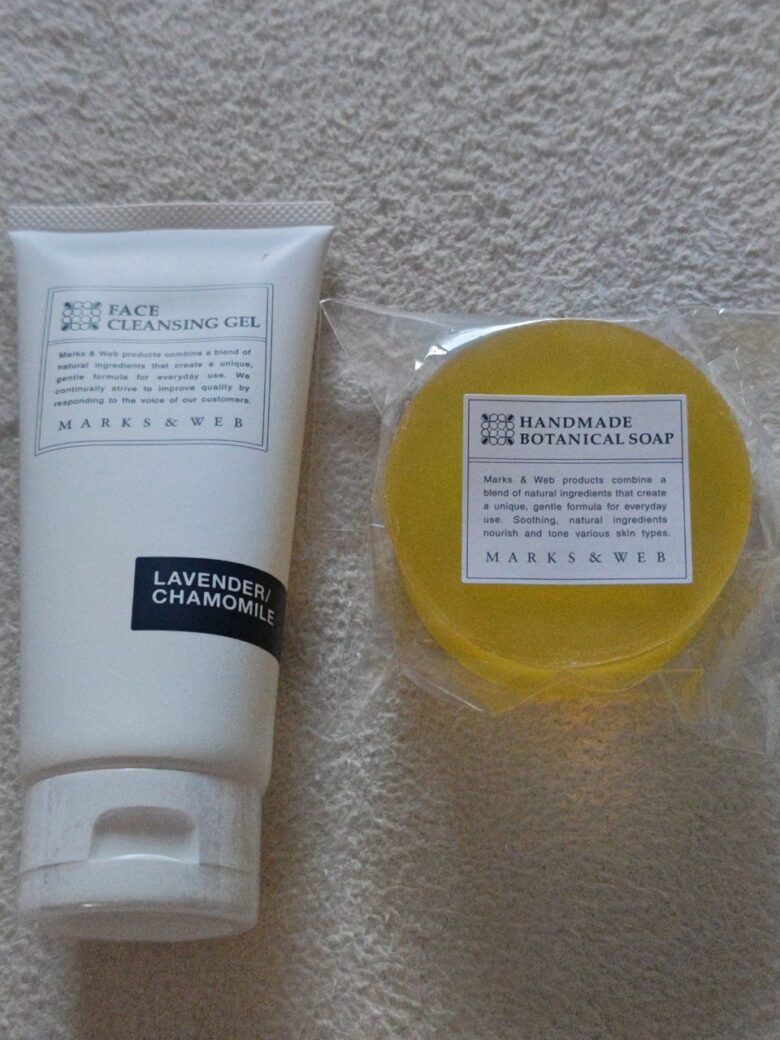 FACE
CLEANSING GEL
Marks & Web products combine a blend of
natural ingredients that create a unique,
gentle formula for everyday use. We
continually strive to improve quality by
responding to the voice of our customers.
MARKS & WEB
LAVENDER/
CHAMOMILE
HANDMADE
BOTANICAL SOAP
Marks & Web products combine a
blend of natural ingredients that create
a unique, gentle formula for everyday
use. Soothing, natural ingredients
nourish and tone various skin types.
MARKS & WEB